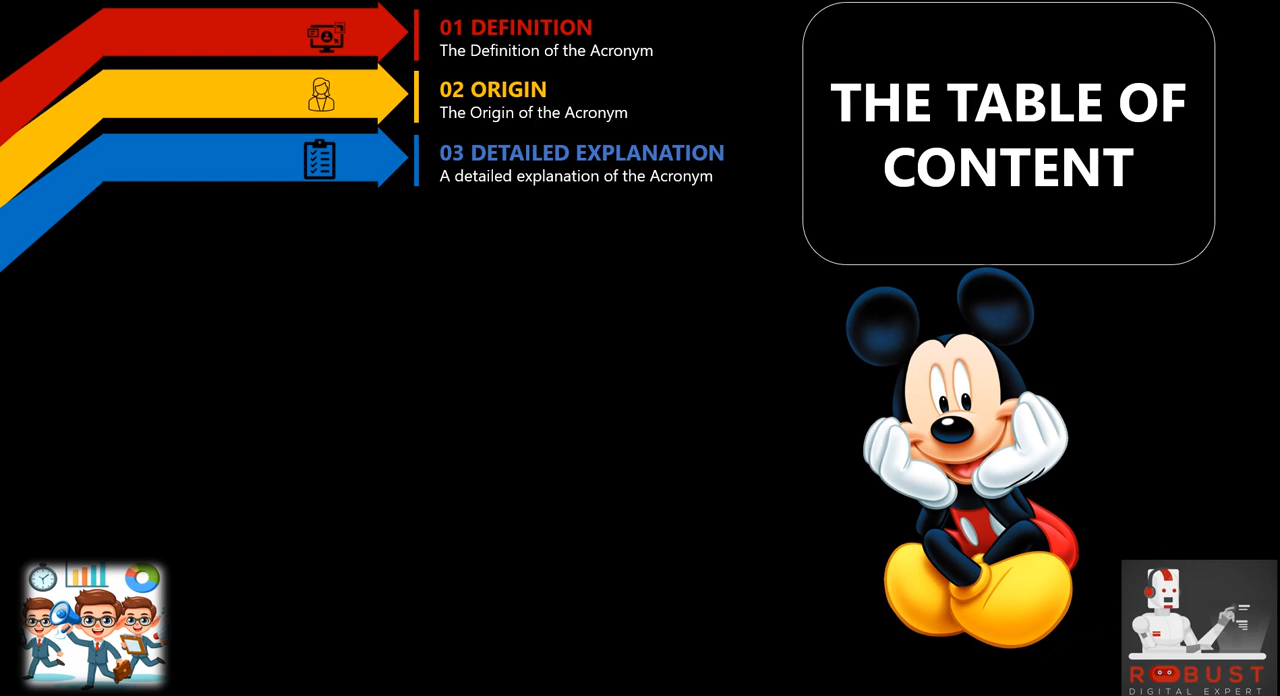 01 DEFINITION
The Definition of the Acronym
02 ORIGIN
The Origin of the Acronym
03 DETAILED EXPLANATION
A detailed explanation of the Acronym
THE TABLE OF
CONTENT
ROBUST
DIGITAL EXPERT